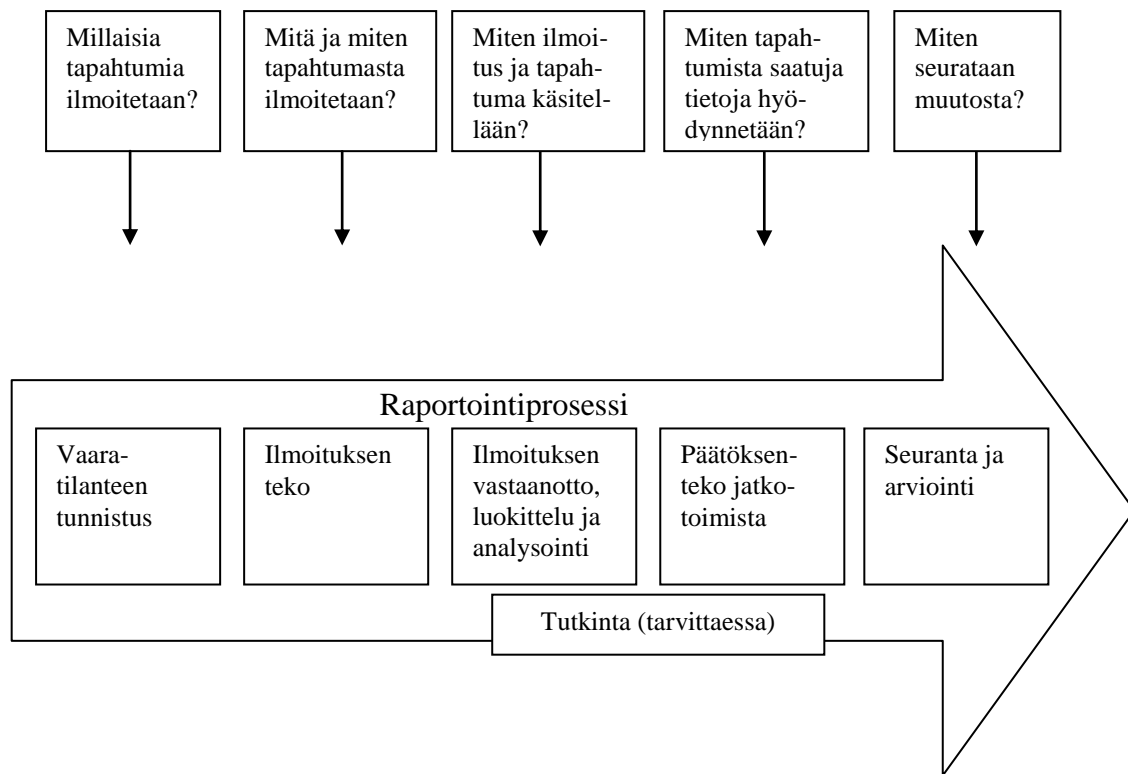 Millaisia
tapahtumia
ilmoitetaan?
Mitä ja miten
tapahtumasta
ilmoitetaan?
Miten ilmoi-
tus ja tapah-
tuma käsitel-
lään?
Miten tapah-
tumista saatuja
tietoja hyö-
dynnetään?
Miten
seurataan
muutosta?
Raportointiprosessi
Vaara-
tilanteen
tunnistus
Ilmoituksen
teko
Ilmoituksen
vastaanotto,
luokittelu ja
analysointi
Päätöksen-
teko jatko-
toimista
Seuranta ja
arviointi
Tutkinta (tarvittaessa)